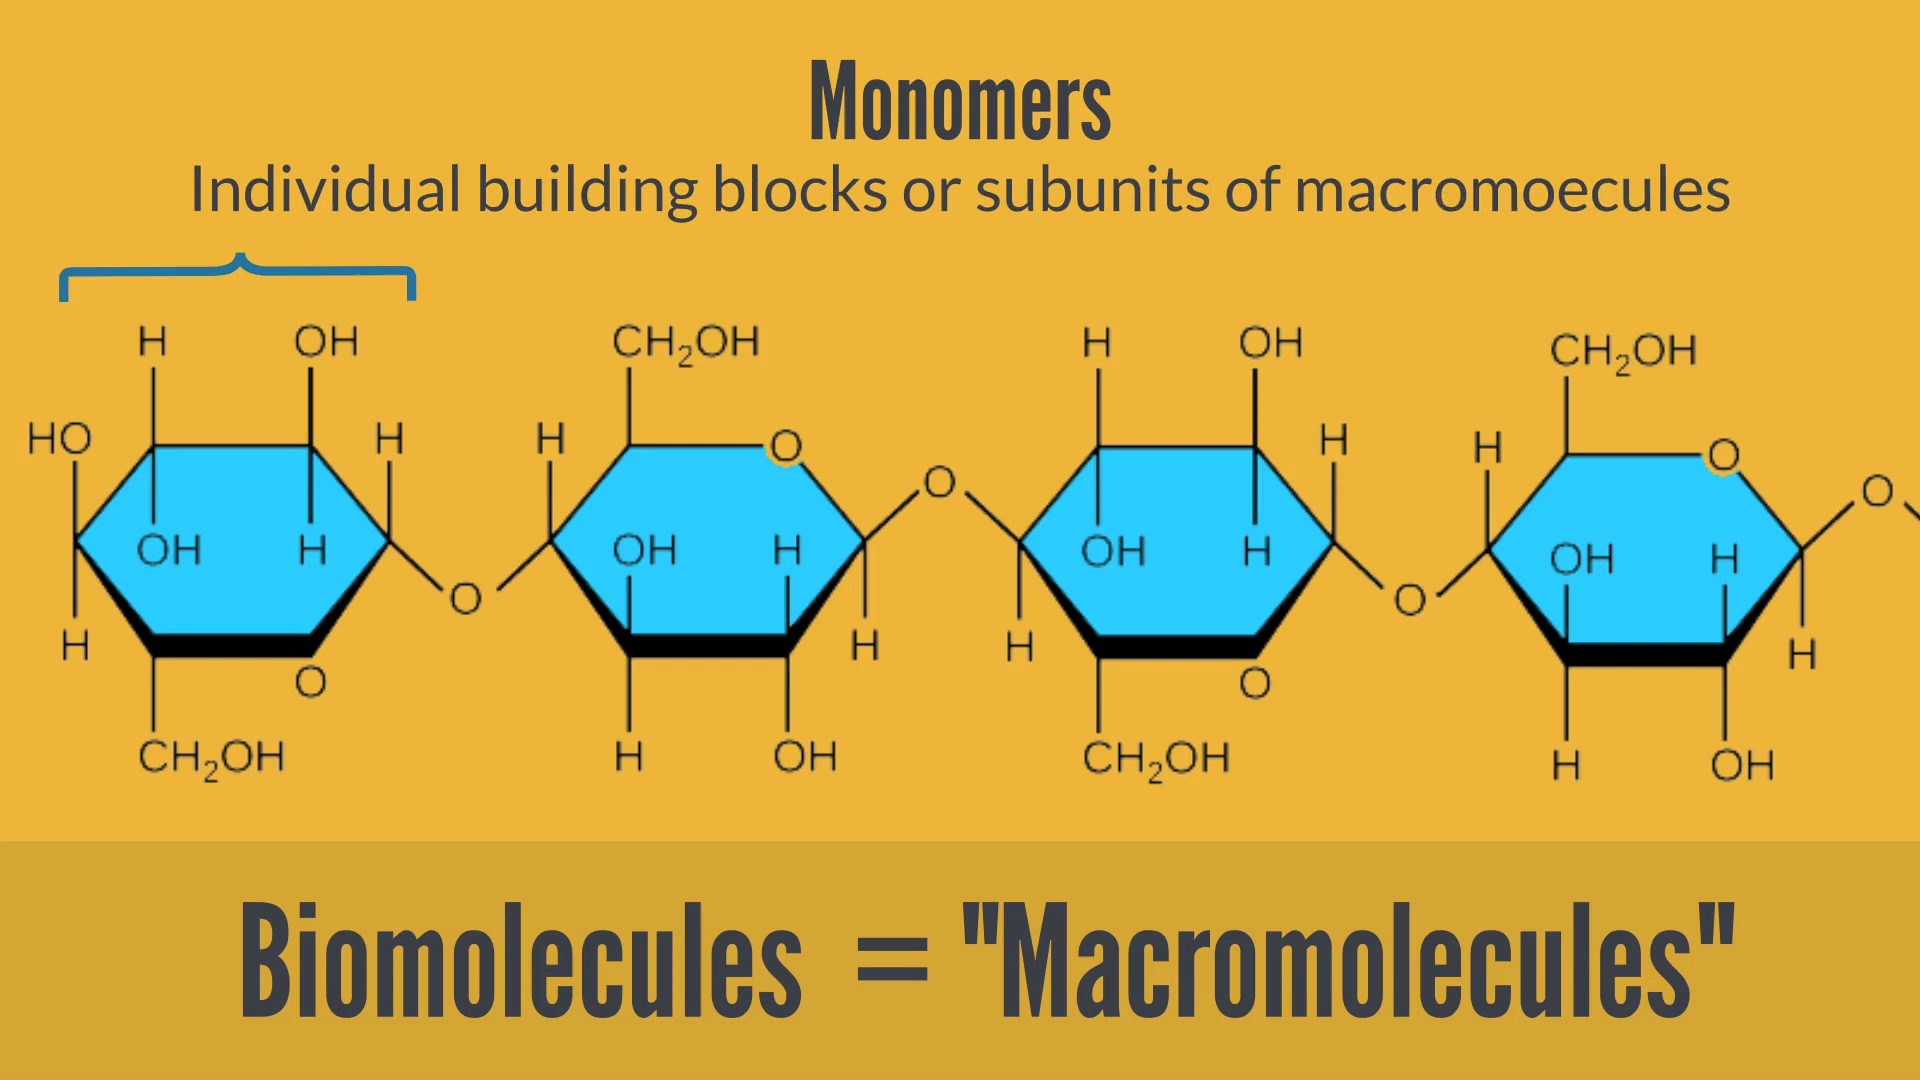 Monomers
Individual building blocks or subunits of macromoecules
H OH CH₂OH H OH CH₂OH
HO H H O O H H O O
OH H OH H OH H OH H
O O
H H H H
O O
CH₂OH H OH CH₂OH H OH
Biomolecules = "Macromolecules"